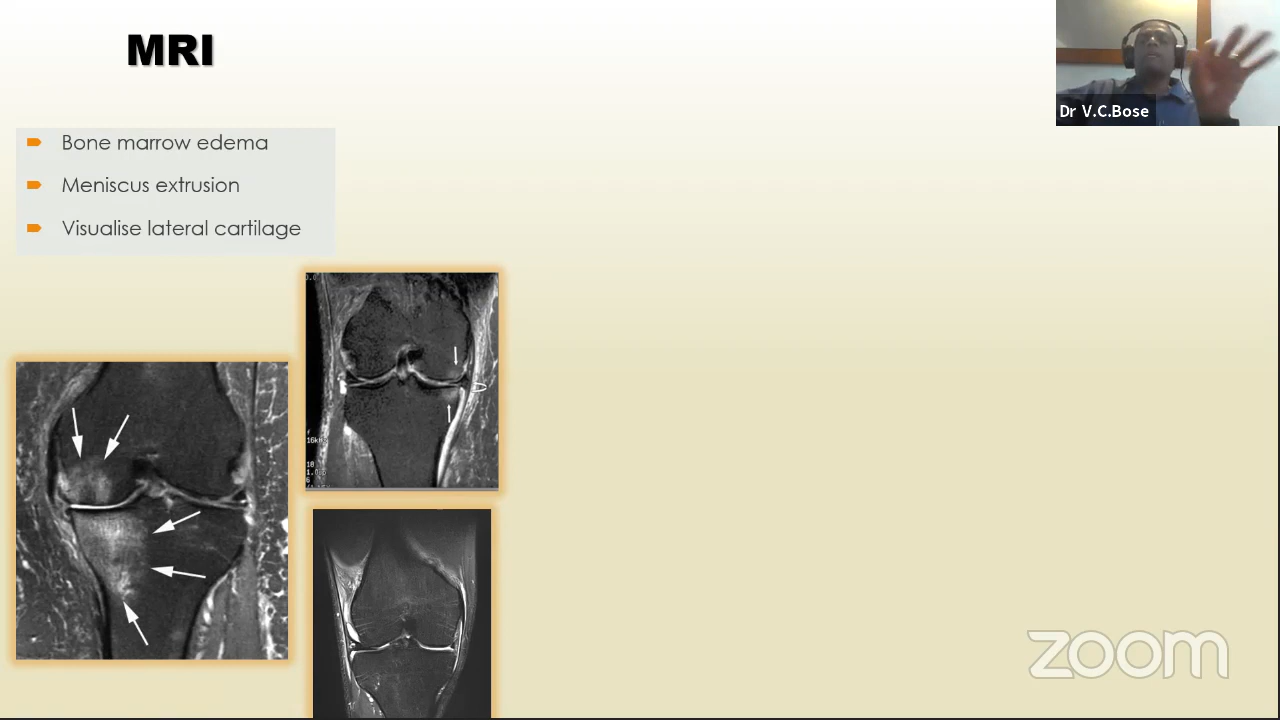 MRI
Dr V.C.Bose
Bone marrow edema
Meniscus extrusion
Visualise lateral cartilage
zoom